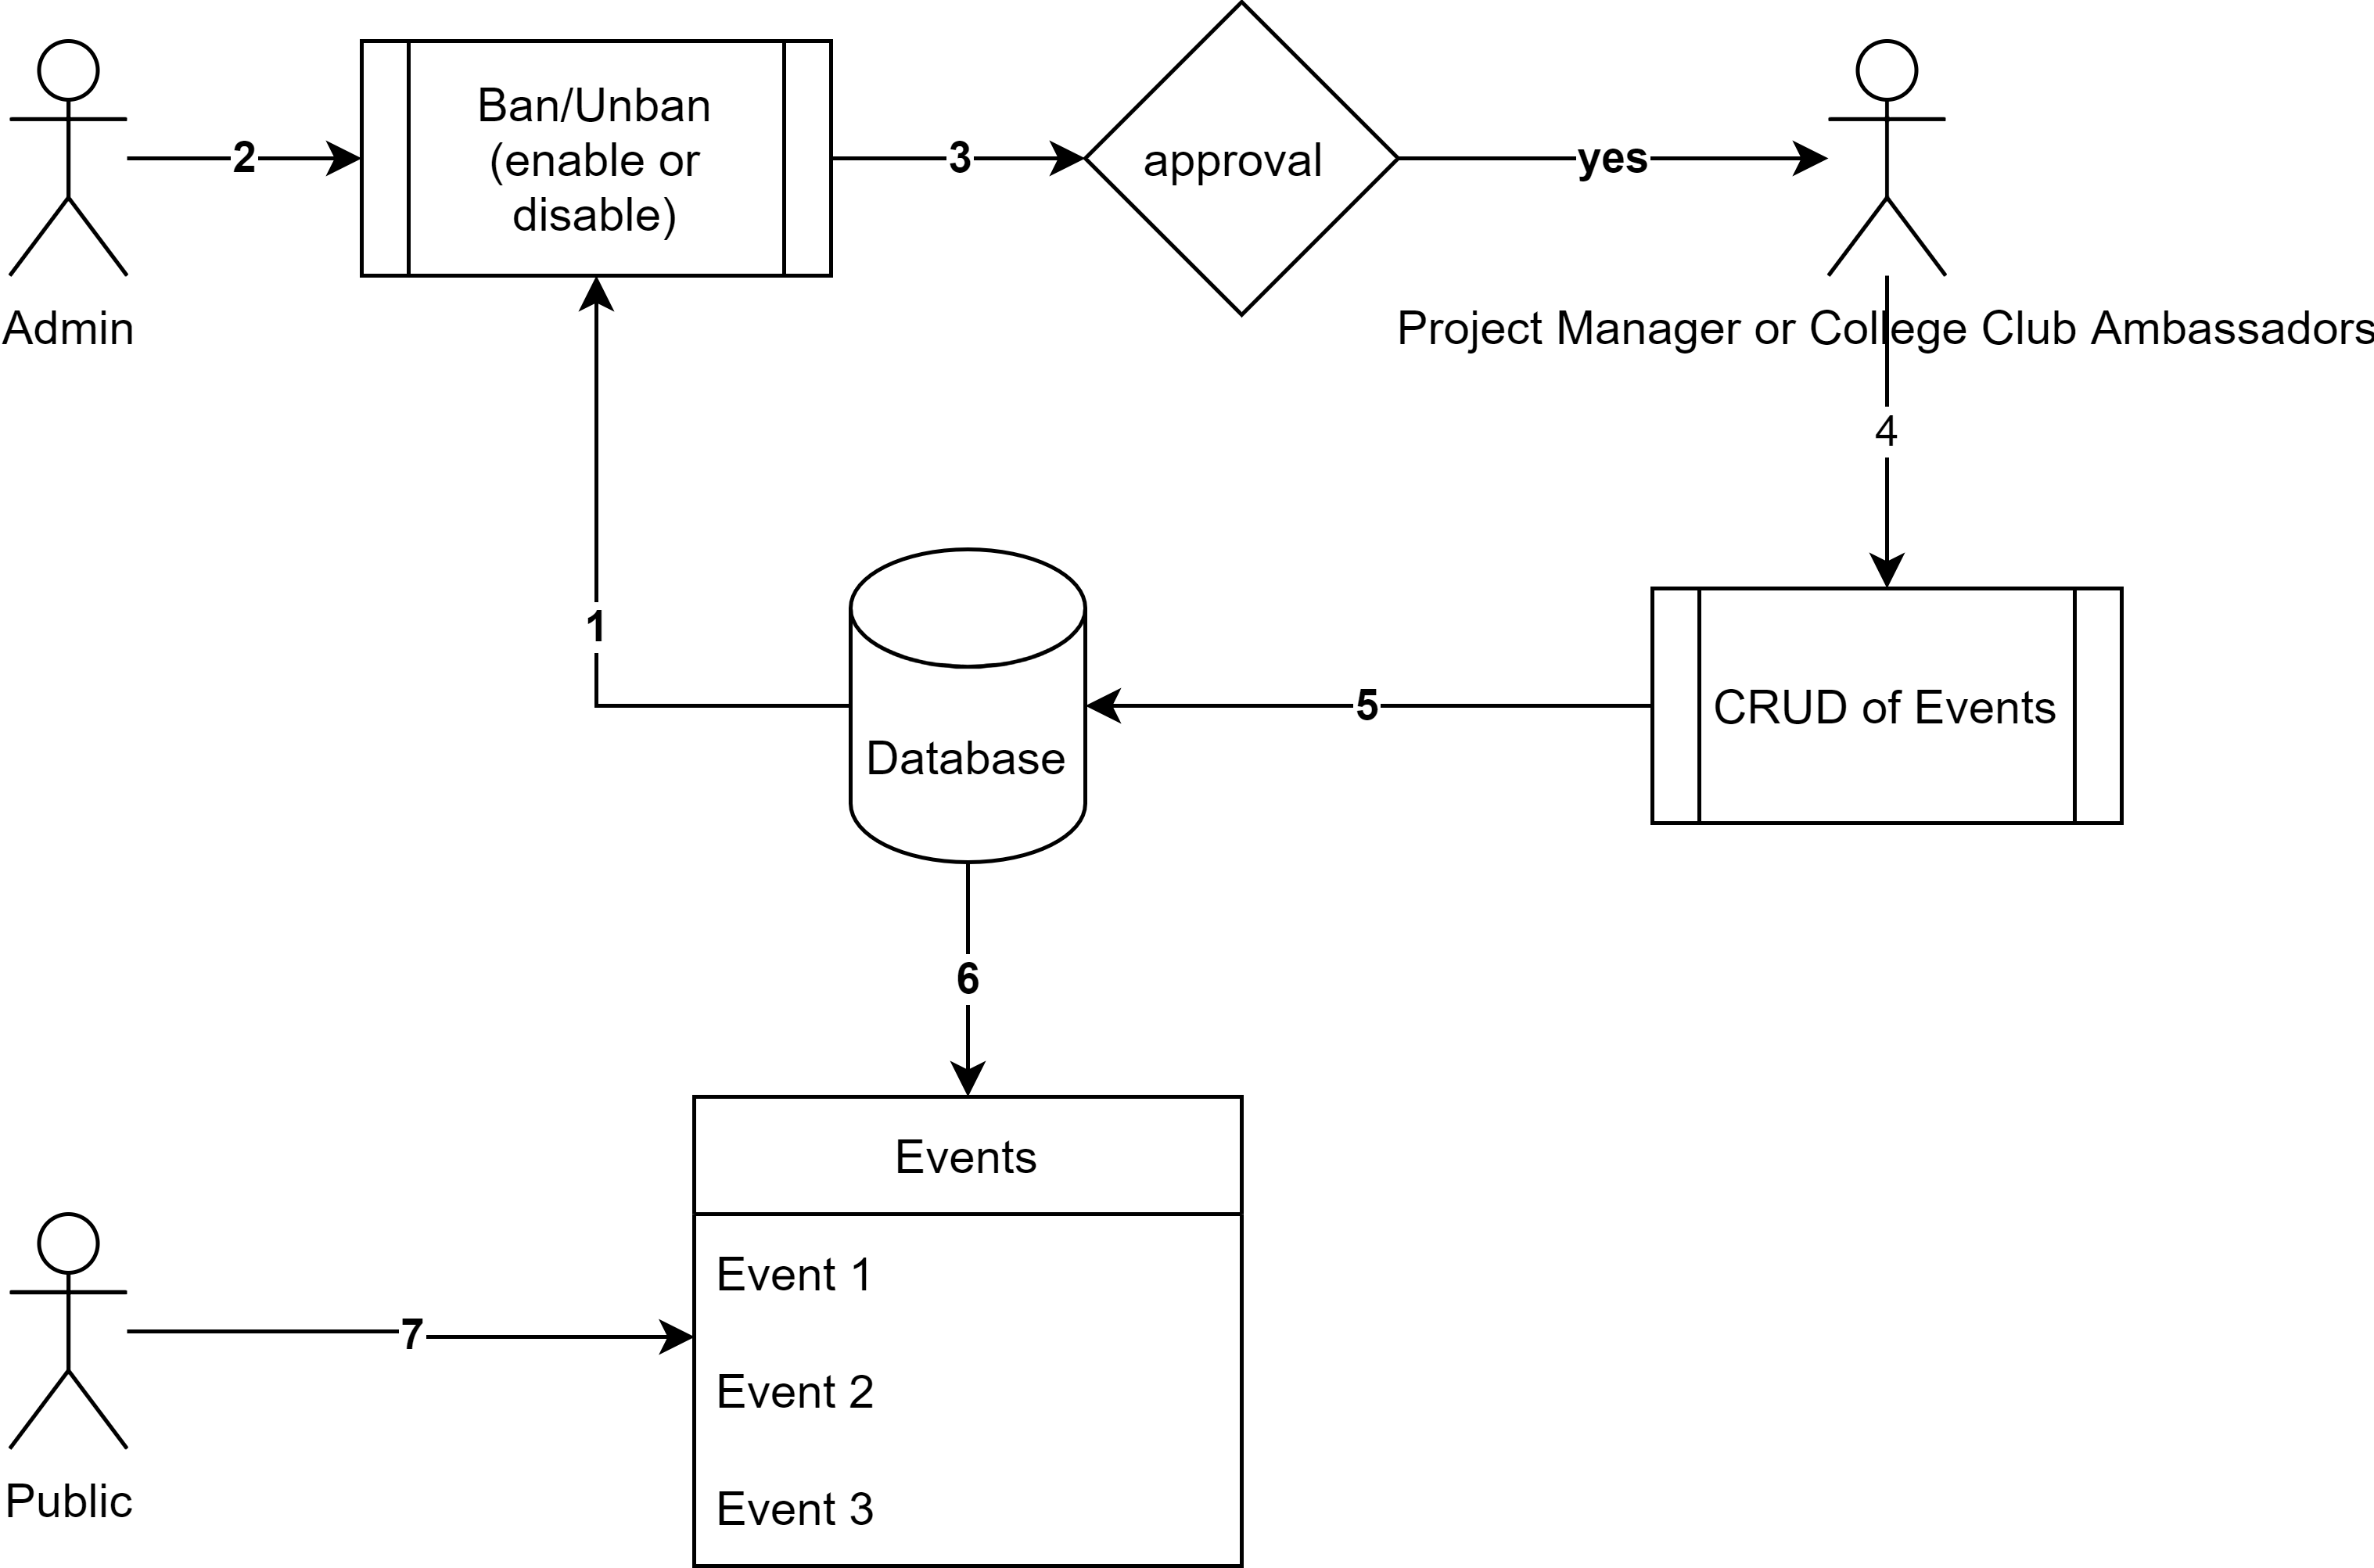 Ban/Unban
(enable or
disable)
2
3
approval
yes
Admin
Project Manager or College Club Ambassadors
4
1
Database
5
CRUD of Events
6
Events
Event 1
7
Event 2
Event 3
Public